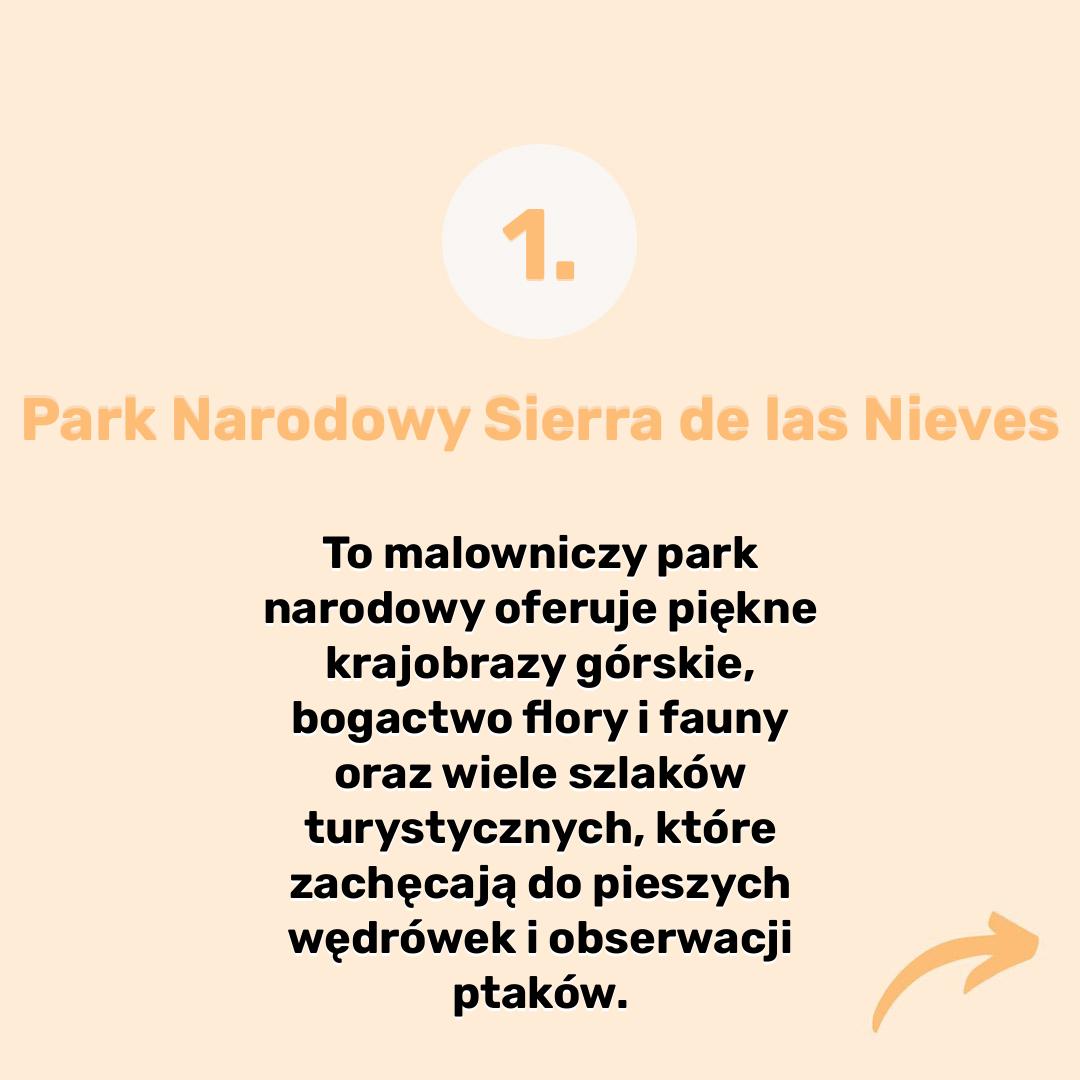 1.
Park Narodowy Sierra de las Nieves
To malowniczy park
narodowy oferuje piękne
krajobrazy górskie,
bogactwo flory i fauny
oraz wiele szlaków
turystycznych, które
zachęcają do pieszych
wędrówek i obserwacji
ptaków.